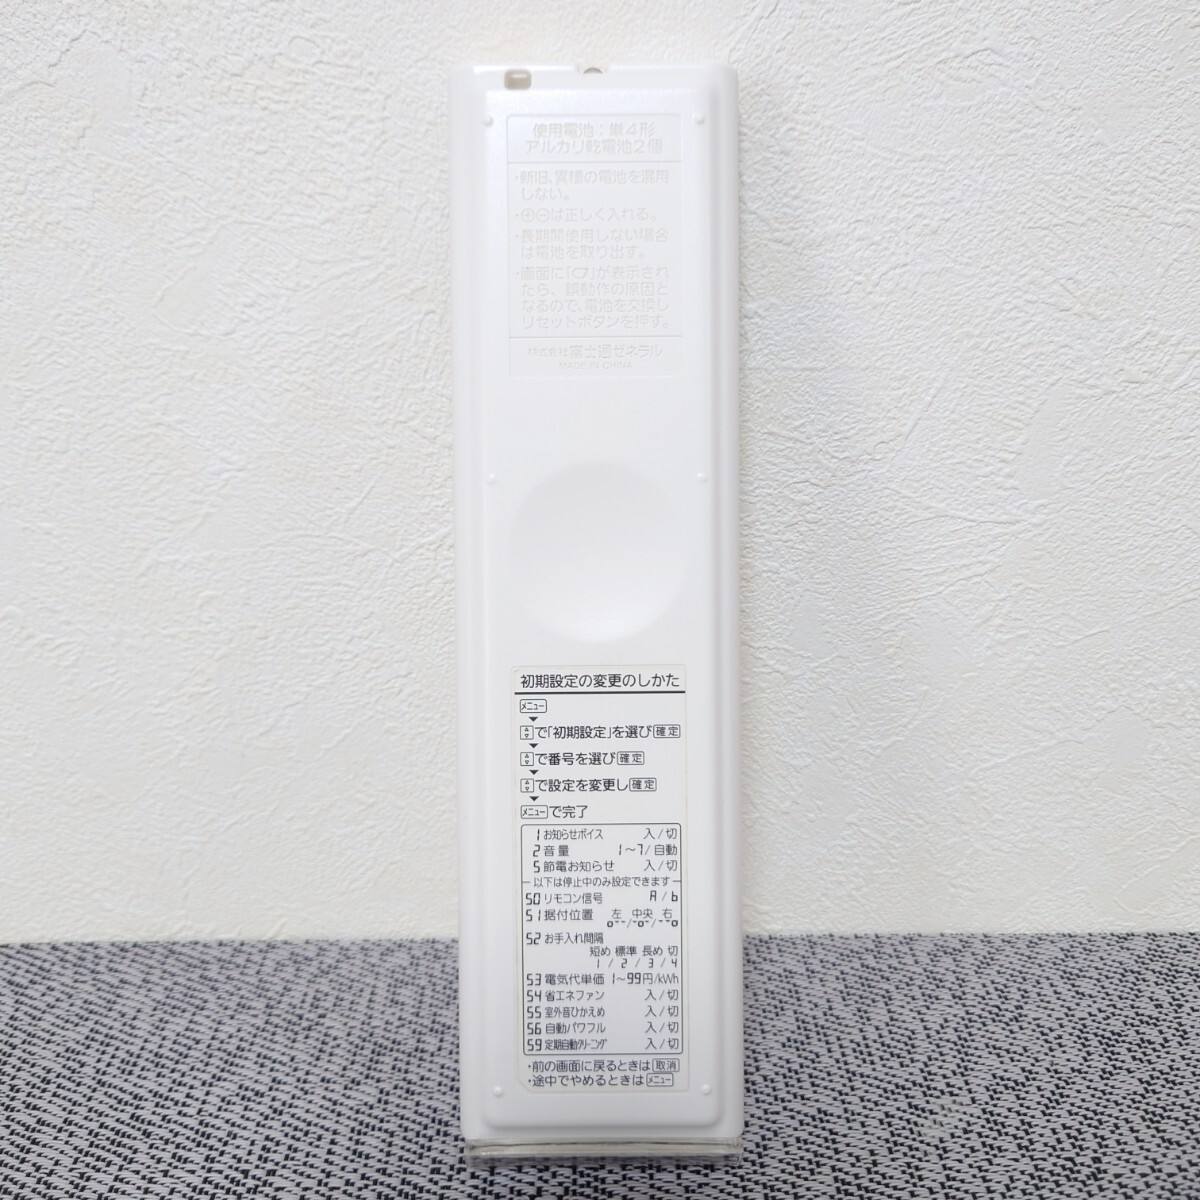 使用電池：単4形
アルカリ乾電池2個
・新旧、異種の電池を混用
しない。
・⊕⊖は正しく入れる。
・長期間使用しない場合
は電池を取り出す。
・画面に「」が表示され
たら、誤動作の原因と
なるので、電池を交換し
リセットボタンを押す。
株式会社富士通ゼネラル
MADE IN CHINA
初期設定の変更のしかた
メニュー
▼
で「初期設定」を選び確定
▼
で番号を選び確定
▼
で設定を変更し確定
▼
メニューで完了
1 お知らせボイス 入/切
2 音量 1～7/自動
5 節電お知らせ 入/切
以下は停止中のみ設定できます
50 リモコン信号 A/b
51 据付位置 左 中央 右
o--/-o-/--o
52 お手入れ間隔
短め 標準 長め 切
1 / 2 / 3 / 4
53 電気代単価 1～99円/kWh
54 省エネファン 入/切
55 室外音ひかえめ 入/切
56 自動パワフル 入/切
59 定期自動クリーニング 入/切
・前の画面に戻るときは取消
・途中でやめるときはメニュー